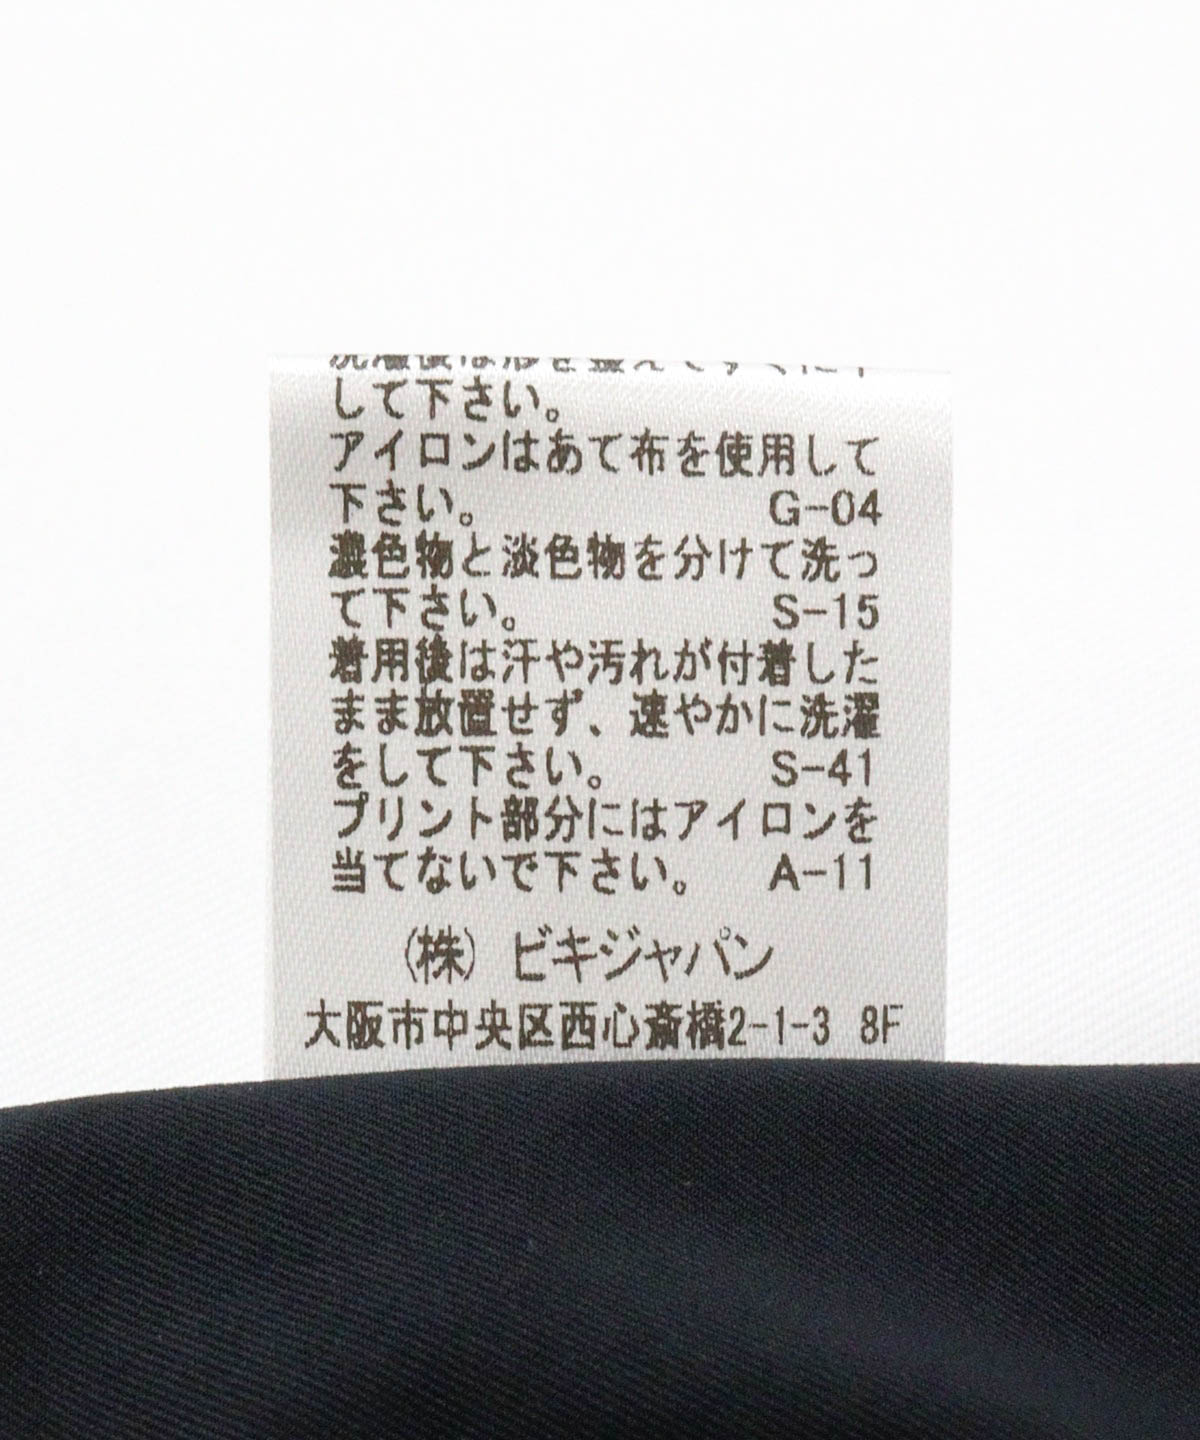 して下さい。
アイロンはあて布を使用して
下さい。 G-04
濃色物と淡色物を分けて洗っ
て下さい。 S-15
着用後は汗や汚れが付着した
まま放置せず、速やかに洗濯
をして下さい。 S-41
プリント部分にはアイロンを
当てないで下さい。 A-11
(株) ビキジャパン
大阪市中央区西心斎橋2-1-3 8F